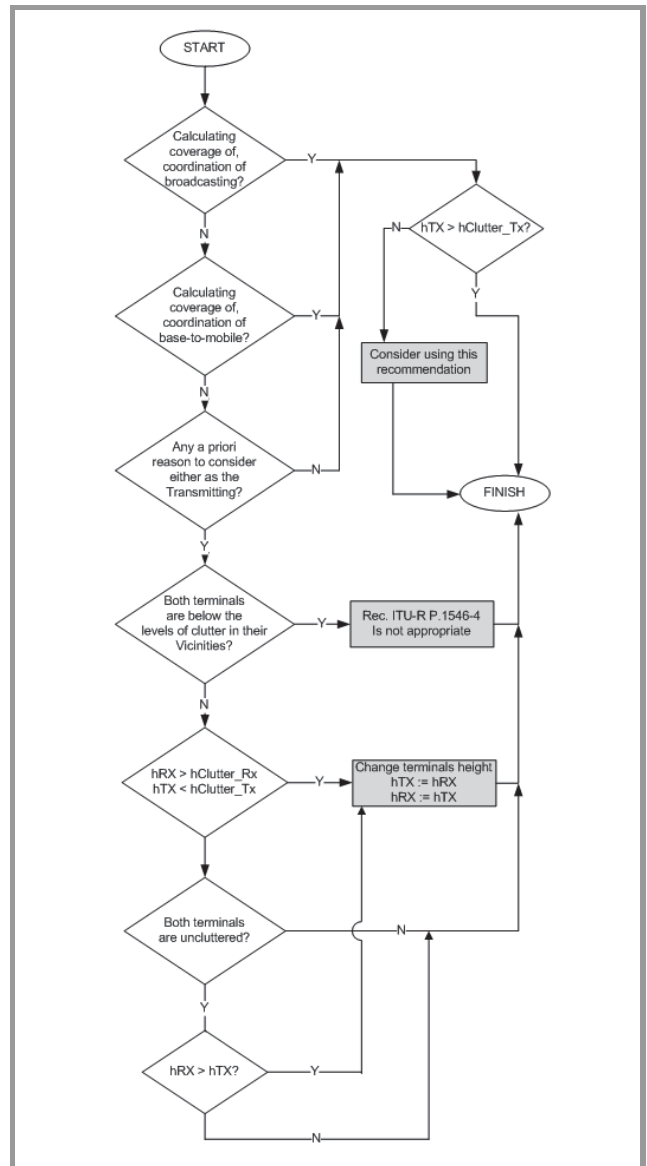 START
Calculating
coverage of,
coordination of
broadcasting?
Y
N
hTX > hClutter_Tx?
N
Y
Calculating
coverage of,
coordination of
base-to-mobile?
Y
N
Consider using this
recommendation
Any a priori
reason to consider
either as the
Transmitting?
N
Y
FINISH
Both terminals
are below the
levels of clutter in their
Vicinities?
Y
N
Rec. ITU-R P.1546-4
Is not appropriate
hRX > hClutter_Rx
hTX < hClutter_Tx
Y
Change terminals height
hTX := hRX
hRX := hTX
Both terminals
are uncluttered?
N
Y
hRX > hTX?
Y
N